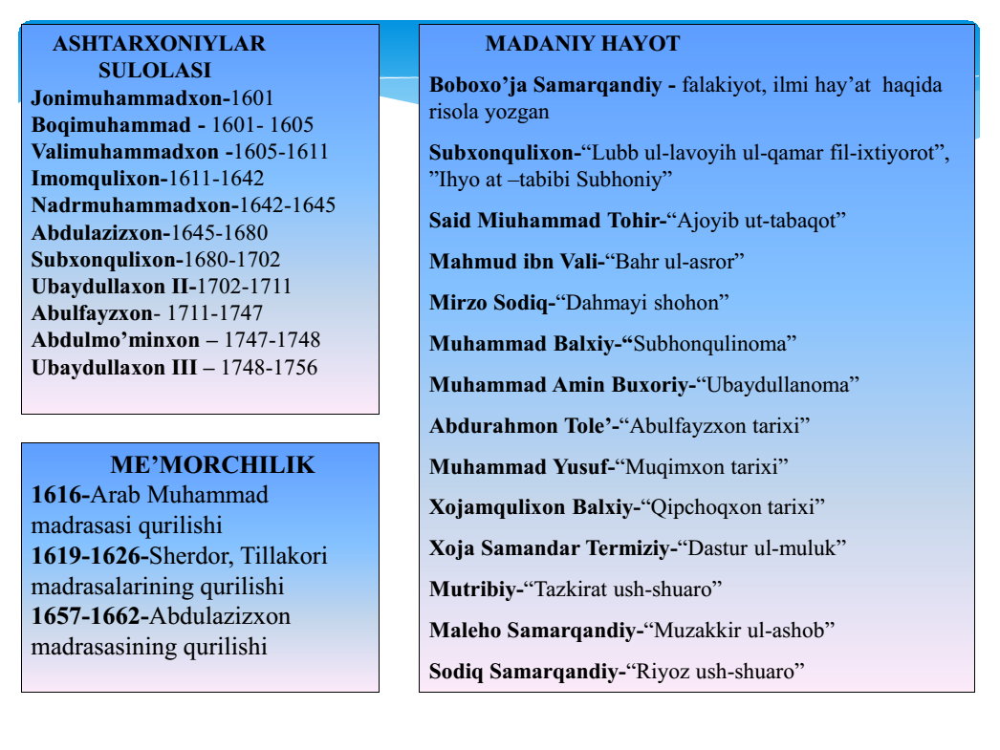 ASHTARXONIYLAR
SULOLASI
Jonimuhammadxon-1601
Boqimuhammad - 1601- 1605
Valimuhammadxon -1605-1611
Imomqulixon-1611-1642
Nadrmuhammadxon-1642-1645
Abdulazizxon-1645-1680
Subxonqulixon-1680-1702
Ubaydullaxon II-1702-1711
Abulfayzxon- 1711-1747
Abdulmo’minxon – 1747-1748
Ubaydullaxon III – 1748-1756
ME’MORCHILIK
1616-Arab Muhammad
madrasasi qurilishi
1619-1626-Sherdor, Tillakori
madrasalarining qurilishi
1657-1662-Abdulazizxon
madrasasining qurilishi
MADANIY HAYOT
Boboxo’ja Samarqandiy - falakiyot, ilmi hay’at haqida
risola yozgan
Subxonqulixon-“Lubb ul-lavoyih ul-qamar fil-ixtiyorot”,
”Ihyo at –tabibi Subhoniy”
Said Miuhammad Tohir-“Ajoyib ut-tabaqot”
Mahmud ibn Vali-“Bahr ul-asror”
Mirzo Sodiq-“Dahmayi shohon”
Muhammad Balxiy-“Subhonqulinoma”
Muhammad Amin Buxoriy-“Ubaydullanoma”
Abdurahmon Tole’-“Abulfayzxon tarixi”
Muhammad Yusuf-“Muqimxon tarixi”
Xojamqulixon Balxiy-“Qipchoqxon tarixi”
Xoja Samandar Termiziy-“Dastur ul-muluk”
Mutribiy-“Tazkirat ush-shuaro”
Maleho Samarqandiy-“Muzakkir ul-ashob”
Sodiq Samarqandiy-“Riyoz ush-shuaro”